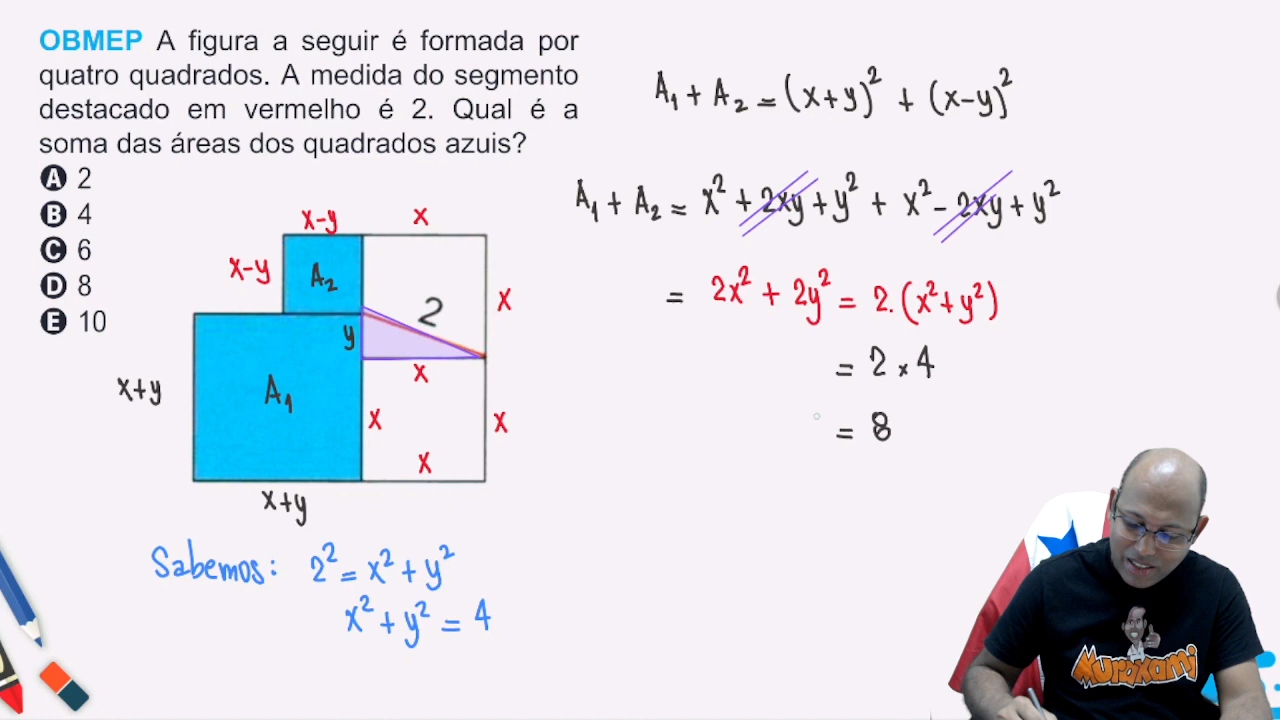 OBMEP A figura a seguir é formada por
quatro quadrados. A medida do segmento
destacado em vermelho é 2. Qual é a
soma das áreas dos quadrados azuis?
A 2
B 4
C 6
D 8
E 10
x-y
x
x-y
A₂
x
2
y
x+y
A₁
x
x
x
x
x+y
Sabemos: 2² = x² + y²
x² + y² = 4
A₁ + A₂ = (x+y)² + (x-y)²
A₁ + A₂ = x² + 2xy + y² + x² - 2xy + y²
= 2x² + 2y² = 2.(x²+y²)
= 2 × 4
= 8
Murakami